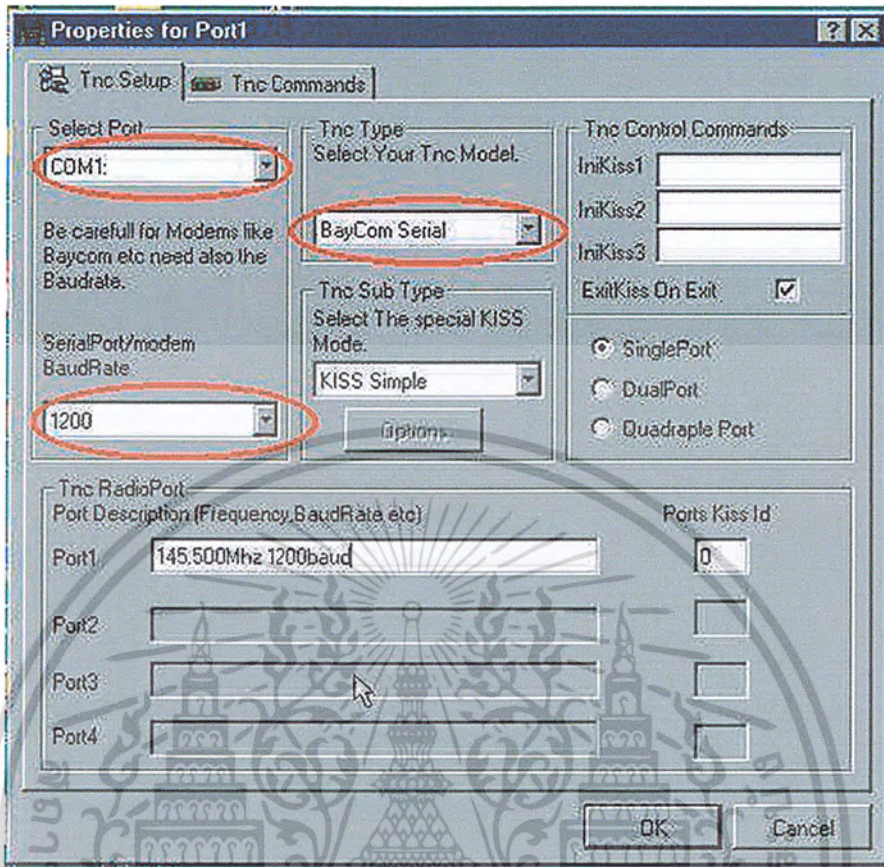 Properties for Port1
Tnc Setup
Tnc Commands
Select Port
COM1:
Be carefull for Modems like
Baycom etc need also the
Baudrate.
SerialPort/modem
BaudRate
1200
Tnc Type
Select Your Tnc Model.
BayCom Serial
Tnc Sub Type
Select The special KISS
Mode.
KISS Simple
Options
Tnc Control Commands
IniKiss1
IniKiss2
IniKiss3
ExitKiss On Exit
SinglePort
DualPort
Quadraple Port
Tnc RadioPort
Port Description (Frequency,BaudRate etc)
Ports Kiss Id
Port1
145.500Mhz 1200baud
0
Port2
Port3
Port4
OK
Cancel